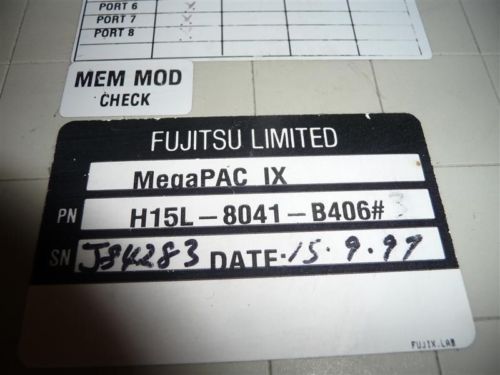 PORT 6
PORT 7
PORT 8
MEM MOD
CHECK
FUJITSU LIMITED
MegaPAC IX
PN H15L-8041-B406# 3
SN J84283 DATE·15·9·97
FUJIX.LAB